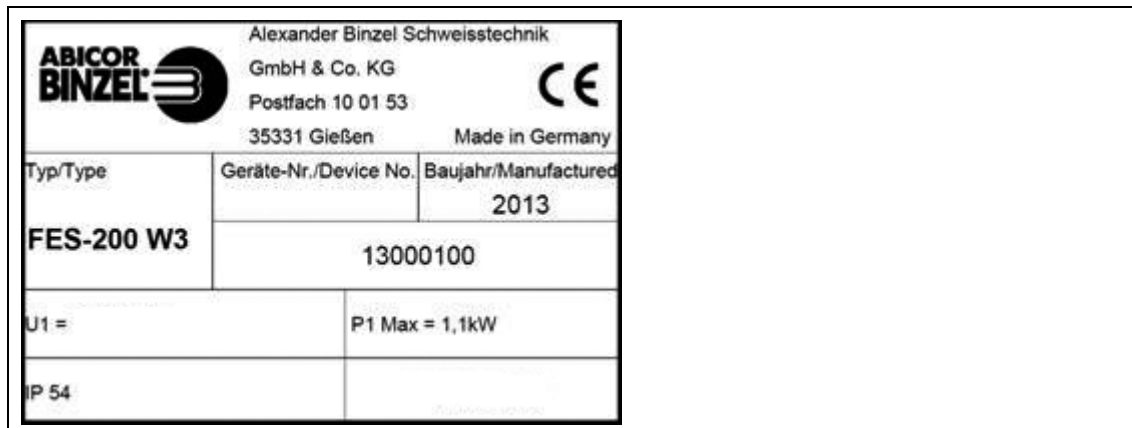 ABICOR
BINZEL
Alexander Binzel Schweisstechnik
GmbH & Co. KG
Postfach 10 01 53
35331 Gießen
CE
Made in Germany
Typ/Type
FES-200 W3
Geräte-Nr./Device No.
Baujahr/Manufactured
2013
13000100
U1 =
P1 Max = 1,1kW
IP 54